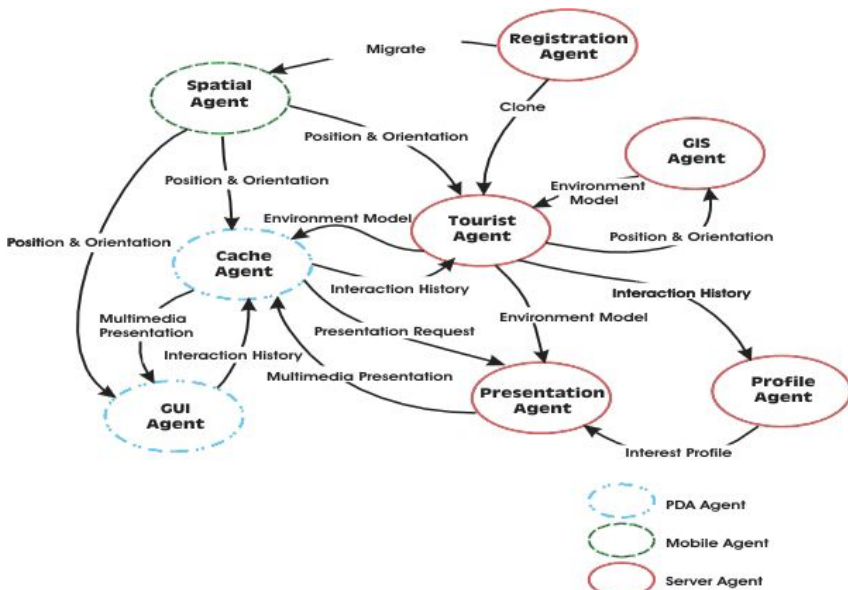 Registration
Agent
Migrate
Spatial
Agent
Clone
Position & Orientation
GIS
Agent
Position & Orientation
Environment
Model
Environment Model
Tourist
Agent
Position & Orientation
Position & Orientation
Cache
Agent
Interaction History
Interaction History
Multimedia
Presentation
Presentation Request
Environment Model
Interaction History
Multimedia Presentation
Presentation
Agent
Profile
Agent
GUI
Agent
Interest Profile
PDA Agent
Mobile Agent
Server Agent